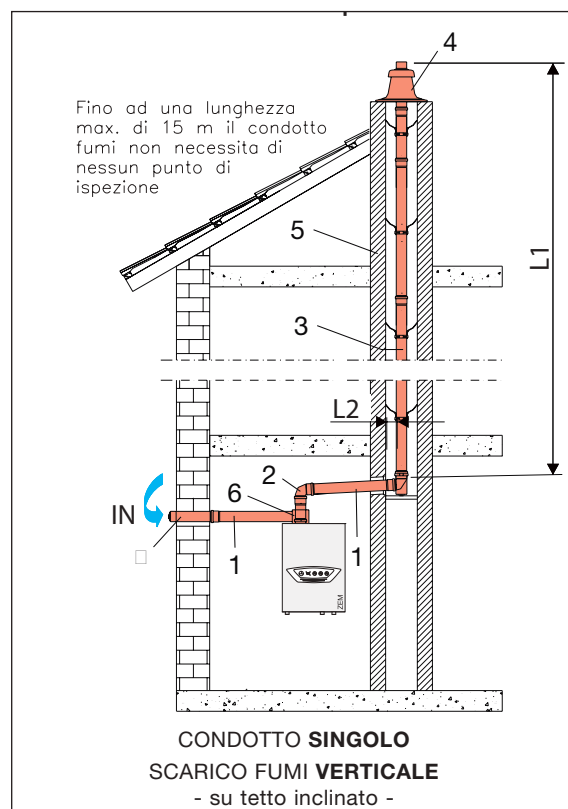 4
Fino ad una lunghezza
max. di 15 m il condotto
fumi non necessita di
nessun punto di
ispezione
5
L1
3
L2
2
6
IN
1
1
ZEM
CONDOTTO SINGOLO
SCARICO FUMI VERTICALE
- su tetto inclinato -